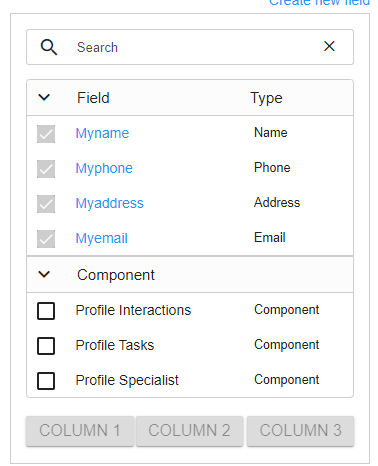 Create new field
Search
Field Type
Myname Name
Myphone Phone
Myaddress Address
Myemail Email
Component
Profile Interactions Component
Profile Tasks Component
Profile Specialist Component
COLUMN 1 COLUMN 2 COLUMN 3